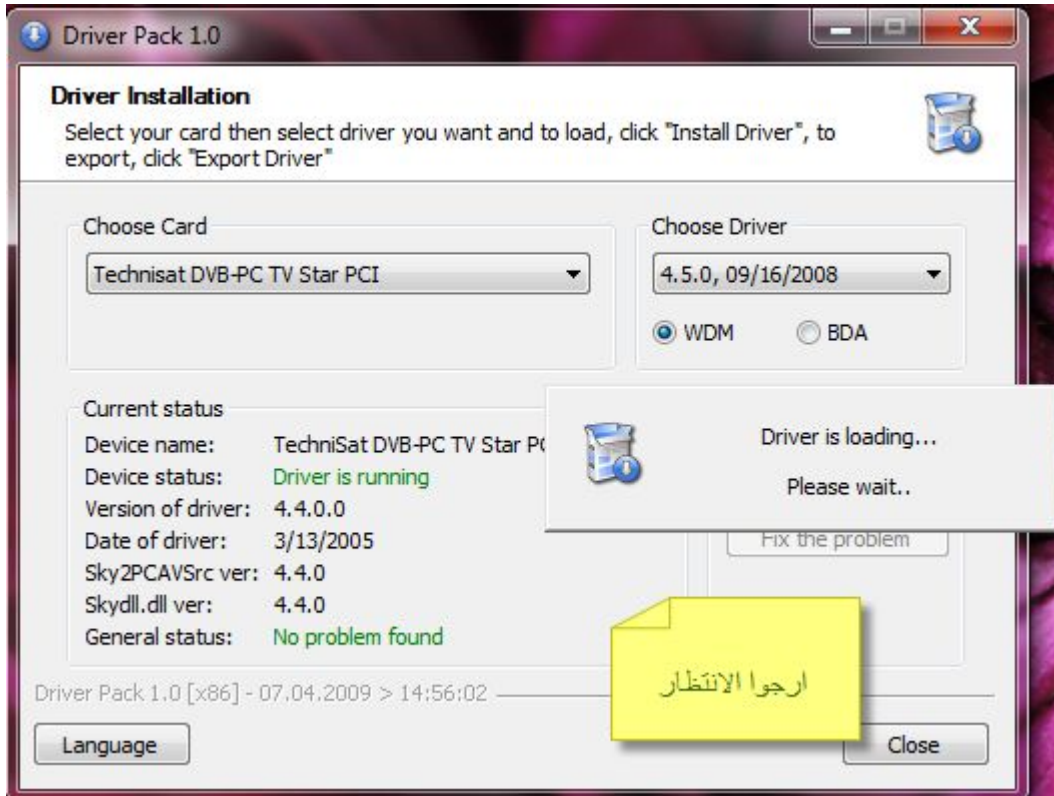 Driver Pack 1.0
Driver Installation
Select your card then select driver you want and to load, click "Install Driver", to
export, click "Export Driver"
Choose Card
Technisat DVB-PC TV Star PCI
Choose Driver
4.5.0, 09/16/2008
WDM BDA
Current status
Device name: TechniSat DVB-PC TV Star
Device status: Driver is running
Version of driver: 4.4.0.0
Date of driver: 3/13/2005
Sky2PCAVSrc ver: 4.4.0
Skydll.dll ver: 4.4.0
General status: No problem found
Driver is loading...
Please wait..
Fix the problem
ارجوا الانتظار
Driver Pack 1.0 [x86] - 07.04.2009 > 14:56:02
Language
Close